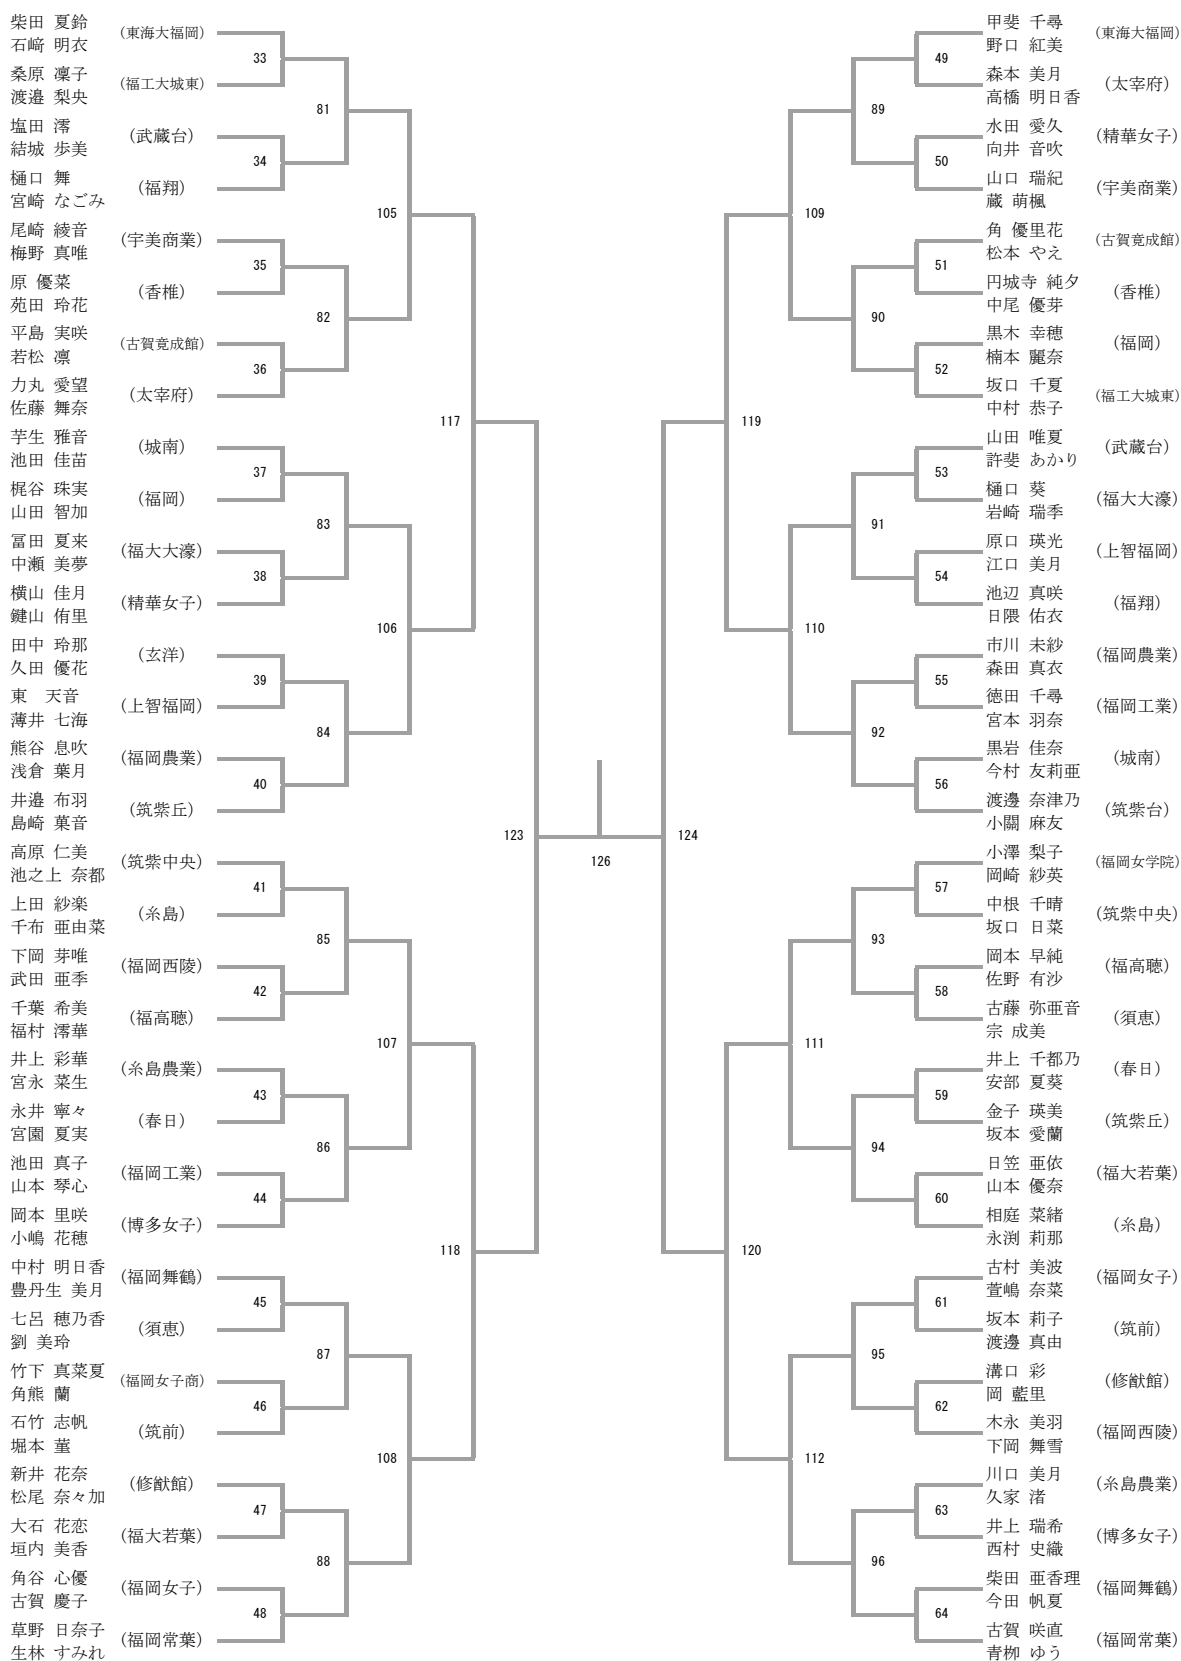 柴田 夏鈴
石﨑 明衣
(東海大福岡)
33
桑原 凜子
渡邉 梨央
(福工大城東)
81
塩田 澪
結城 歩美
(武蔵台)
34
樋口 舞
宮崎 なごみ
(福翔)
105
尾崎 綾音
梅野 真唯
(宇美商業)
35
原 優菜
苑田 玲花
(香椎)
82
平島 実咲
若松 凛
(古賀竟成館)
36
力丸 愛望
佐藤 舞奈
(太宰府)
117
芋生 雅音
池田 佳苗
(城南)
37
梶谷 珠実
山田 智加
(福岡)
83
冨田 夏来
中瀬 美夢
(福大大濠)
38
横山 佳月
鍵山 侑里
(精華女子)
106
田中 玲那
久田 優花
(玄洋)
39
東 天音
薄井 七海
(上智福岡)
84
熊谷 息吹
浅倉 葉月
(福岡農業)
40
井邉 布羽
島崎 菓音
(筑紫丘)
123
高原 仁美
池之上 奈都
(筑紫中央)
41
上田 紗楽
千布 亜由菜
(糸島)
85
下岡 芽唯
武田 亜季
(福岡西陵)
42
千葉 希美
福村 澪華
(福高聴)
107
井上 彩華
宮永 菜生
(糸島農業)
43
永井 寧々
宮園 夏実
(春日)
86
池田 真子
山本 琴心
(福岡工業)
44
岡本 里咲
小嶋 花穂
(博多女子)
118
中村 明日香
豊丹生 美月
(福岡舞鶴)
45
七呂 穂乃香
劉 美玲
(須恵)
87
竹下 真菜夏
角熊 蘭
(福岡女子商)
46
石竹 志帆
堀本 菫
(筑前)
108
新井 花奈
松尾 奈々加
(修猷館)
47
大石 花恋
垣内 美香
(福大若葉)
88
角谷 心優
古賀 慶子
(福岡女子)
48
草野 日奈子
生林 すみれ
(福岡常葉)
126
甲斐 千尋
野口 紅美
(東海大福岡)
49
森本 美月
高橋 明日香
(太宰府)
89
水田 愛久
向井 音吹
(精華女子)
50
山口 瑞紀
蔵 萌楓
(宇美商業)
109
角 優里花
松本 やえ
(古賀竟成館)
51
円城寺 純夕
中尾 優芽
(香椎)
90
黒木 幸穂
楠本 麗奈
(福岡)
52
坂口 千夏
中村 恭子
(福工大城東)
119
山田 唯夏
許斐 あかり
(武蔵台)
53
樋口 葵
岩崎 瑞季
(福大大濠)
91
原口 瑛光
江口 美月
(上智福岡)
54
池辺 真咲
日隈 佑衣
(福翔)
110
市川 未紗
森田 真衣
(福岡農業)
55
徳田 千尋
宮本 羽奈
(福岡工業)
92
黒岩 佳奈
今村 友莉亜
(城南)
56
渡邊 奈津乃
小關 麻友
(筑紫台)
124
小澤 梨子
岡崎 紗英
(福岡女学院)
57
中根 千晴
坂口 日菜
(筑紫中央)
93
岡本 早純
佐野 有沙
(福高聴)
58
古藤 弥亜音
宗 成美
(須恵)
111
井上 千都乃
安部 夏葵
(春日)
59
金子 瑛美
坂本 愛蘭
(筑紫丘)
94
日笠 亜依
山本 優奈
(福大若葉)
60
相庭 菜緒
永渕 莉那
(糸島)
120
古村 美波
萱嶋 奈菜
(福岡女子)
61
坂本 莉子
渡邊 真由
(筑前)
95
溝口 彩
岡 藍里
(修猷館)
62
木永 美羽
下岡 舞雪
(福岡西陵)
112
川口 美月
久家 渚
(糸島農業)
63
井上 瑞希
西村 史織
(博多女子)
96
柴田 亜香理
今田 帆夏
(福岡舞鶴)
64
古賀 咲直
青栁 ゆう
(福岡常葉)